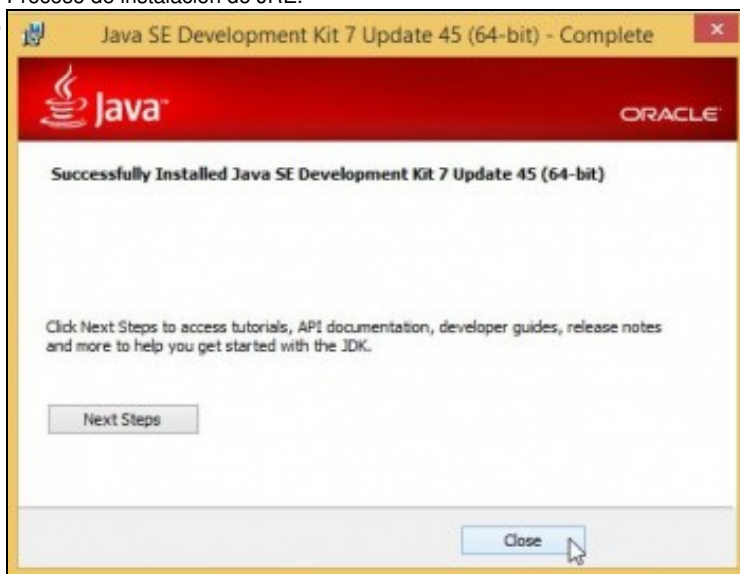 Proceso de instalación de JRE.
Java SE Development Kit 7 Update 45 (64-bit) - Complete
Java™
ORACLE
Successfully Installed Java SE Development Kit 7 Update 45 (64-bit)
Click Next Steps to access tutorials, API documentation, developer guides, release notes
and more to help you get started with the JDK.
Next Steps
Close